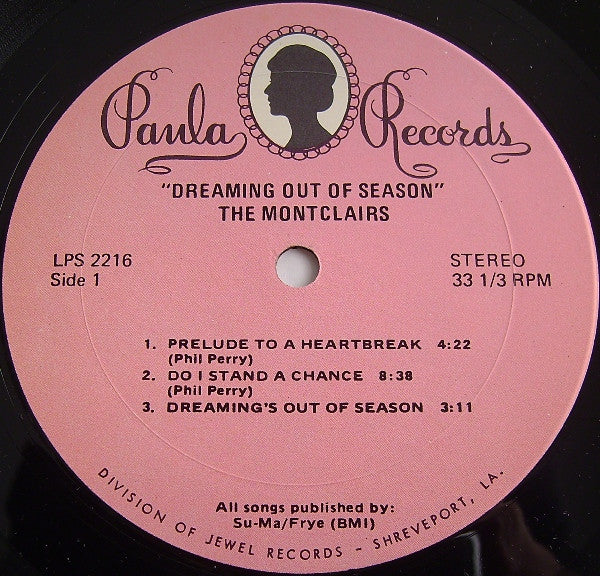 Paula Records
"DREAMING OUT OF SEASON"
THE MONTCLAIRS
LPS 2216
Side 1
STEREO
33 1/3 RPM
1. PRELUDE TO A HEARTBREAK 4:22
(Phil Perry)
2. DO I STAND A CHANCE 8:38
(Phil Perry)
3. DREAMING'S OUT OF SEASON 3:11
All songs published by:
Su-Ma/Frye (BMI)
DIVISION OF JEWEL RECORDS - SHREVEPORT, LA.